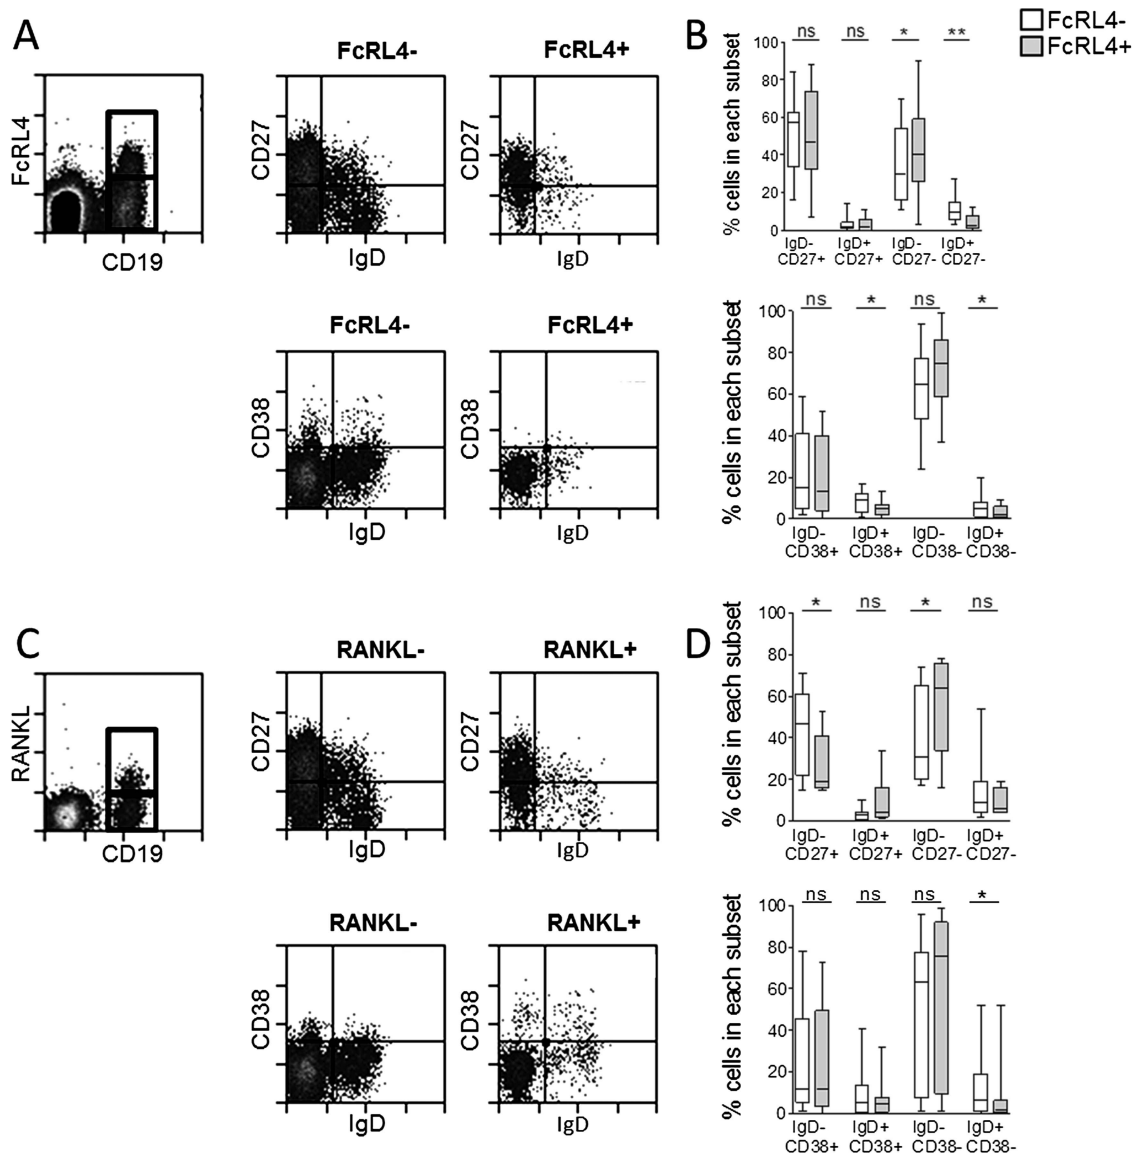 A
FcRL4
CD19
FcRL4-
CD27
IgD
FcRL4+
CD27
IgD
FcRL4-
CD38
IgD
FcRL4+
CD38
IgD
B
FcRL4-
FcRL4+
ns ns * **
% cells in each subset
100
80
60
40
20
0
IgD- IgD+ IgD- IgD+
CD27+ CD27+ CD27- CD27-
ns * ns *
% cells in each subset
100
80
60
40
20
0
IgD- IgD+ IgD- IgD+
CD38+ CD38+ CD38- CD38-
C
RANKL
CD19
RANKL-
CD27
IgD
RANKL+
CD27
IgD
RANKL-
CD38
IgD
RANKL+
CD38
IgD
D
* ns * ns
% cells in each subset
100
80
60
40
20
0
IgD- IgD+ IgD- IgD+
CD27+ CD27+ CD27- CD27-
ns ns ns *
% cells in each subset
100
80
60
40
20
0
IgD- IgD+ IgD- IgD+
CD38+ CD38+ CD38- CD38-